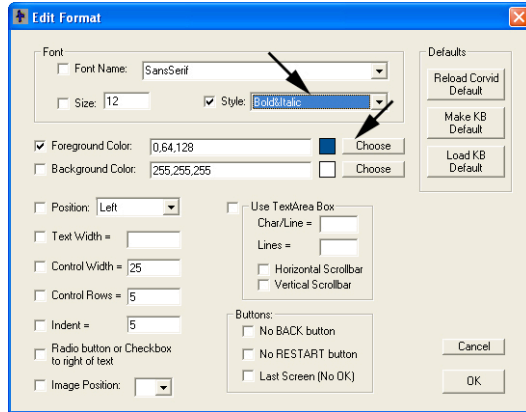 Edit Format
Font
Font Name: SansSerif
Size: 12 Style: Bold&Italic
Foreground Color: 0,64,128 Choose
Background Color: 255,255,255 Choose
Position: Left
Text Width =
Control Width = 25
Control Rows = 5
Indent = 5
Radio button or Checkbox
to right of text
Image Position:
Use TextArea Box
Char/Line =
Lines =
Horizontal Scrollbar
Vertical Scrollbar
Buttons:
No BACK button
No RESTART button
Last Screen (No OK)
Defaults
Reload Corvid
Default
Make KB
Default
Load KB
Default
Cancel
OK